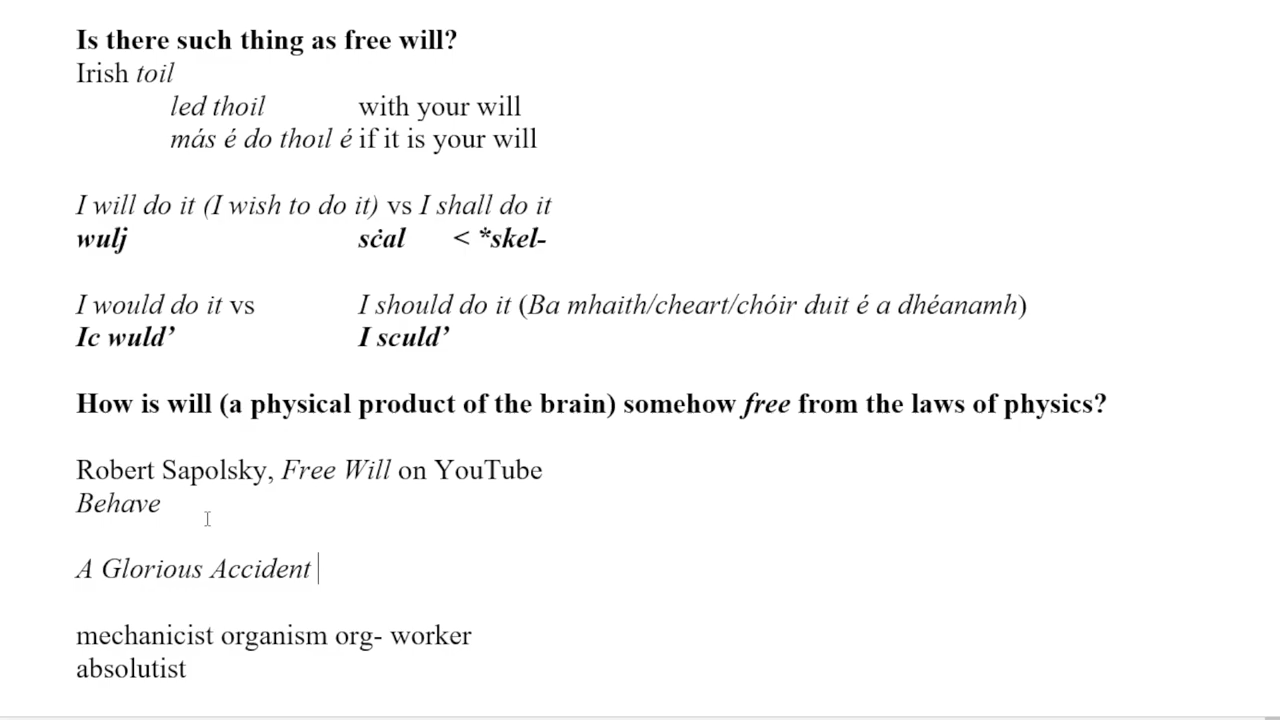 Is there such thing as free will?
Irish toil
led thoil with your will
más é do thoıl é if it is your will
I will do it (I wish to do it) vs I shall do it
wulj sċal < *skel-
I would do it vs I should do it (Ba mhaith/cheart/chóir duit é a dhéanamh)
Ic wuld’ I sculd’
How is will (a physical product of the brain) somehow free from the laws of physics?
Robert Sapolsky, Free Will on YouTube
Behave
A Glorious Accident
mechanicist organism org- worker
absolutist